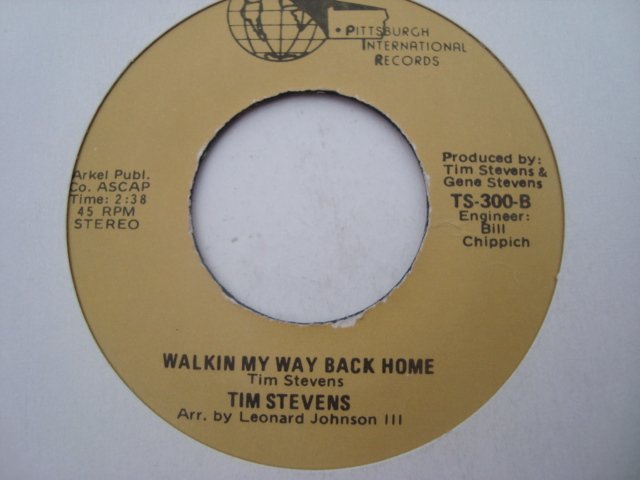 • PITTSBURGH
INTERNATIONAL
RECORDS
Arkel Publ.
Co. ASCAP
Time: 2:38
45 RPM
STEREO
Produced by:
Tim Stevens &
Gene Stevens
TS-300-B
Engineer:
Bill
Chippich
WALKIN MY WAY BACK HOME
Tim Stevens
TIM STEVENS
Arr. by Leonard Johnson III